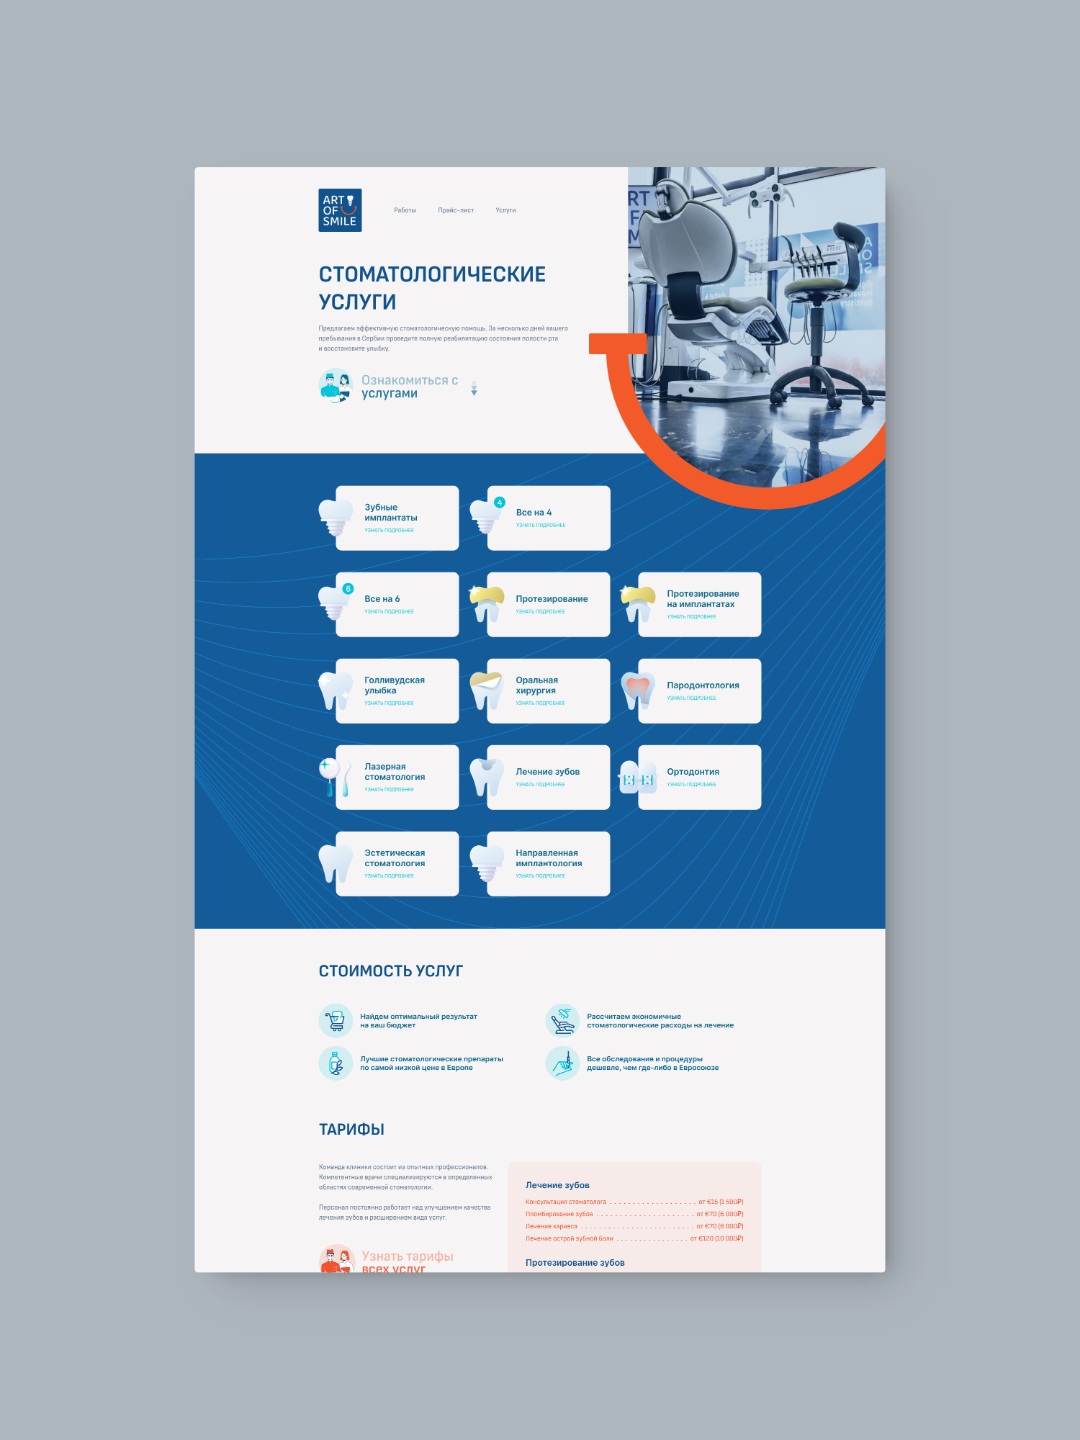 ART
OF
SMILE
Работы
Прайс-лист
Услуги
СТОМАТОЛОГИЧЕСКИЕ
УСЛУГИ
Предлагаем эффективную стоматологическую помощь. За несколько дней вашего
пребывания в Сербии проведите полную реабилитацию состояния полости рта
и восстановите улыбку.
Ознакомиться с
услугами
Зубные
имплантаты
УЗНАТЬ ПОДРОБНЕЕ
4
Все на 4
УЗНАТЬ ПОДРОБНЕЕ
6
Все на 6
УЗНАТЬ ПОДРОБНЕЕ
Протезирование
УЗНАТЬ ПОДРОБНЕЕ
Протезирование
на имплантатах
УЗНАТЬ ПОДРОБНЕЕ
Голливудская
улыбка
УЗНАТЬ ПОДРОБНЕЕ
Оральная
хирургия
УЗНАТЬ ПОДРОБНЕЕ
Пародонтология
УЗНАТЬ ПОДРОБНЕЕ
Лазерная
стоматология
УЗНАТЬ ПОДРОБНЕЕ
Лечение зубов
УЗНАТЬ ПОДРОБНЕЕ
Ортодонтия
УЗНАТЬ ПОДРОБНЕЕ
Эстетическая
стоматология
УЗНАТЬ ПОДРОБНЕЕ
Направленная
имплантология
УЗНАТЬ ПОДРОБНЕЕ
СТОИМОСТЬ УСЛУГ
Найдем оптимальный результат
на ваш бюджет
Рассчитаем экономичные
стоматологические расходы на лечение
Лучшие стоматологические препараты
по самой низкой цене в Европе
Все обследования и процедуры
дешевле, чем где-либо в Евросоюзе
ТАРИФЫ
Команда клиники состоит из опытных профессионалов.
Компетентные врачи специализируются в определенных
областях современной стоматологии.
Персонал постоянно работает над улучшением качества
лечения зубов и расширением вида услуг.
Узнать тарифы
всех услуг
Лечение зубов
Консультация стоматолога . . . . . . . . . . . . . . . . . . . . от €15 (1 500₽)
Пломбирование зубов . . . . . . . . . . . . . . . . . . . . . . . от €70 (6 000₽)
Лечение кариеса . . . . . . . . . . . . . . . . . . . . . . . . . . от €70 (6 000₽)
Лечение острой зубной боли . . . . . . . . . . . . . . . . . от €120 (10 000₽)
Протезирование зубов